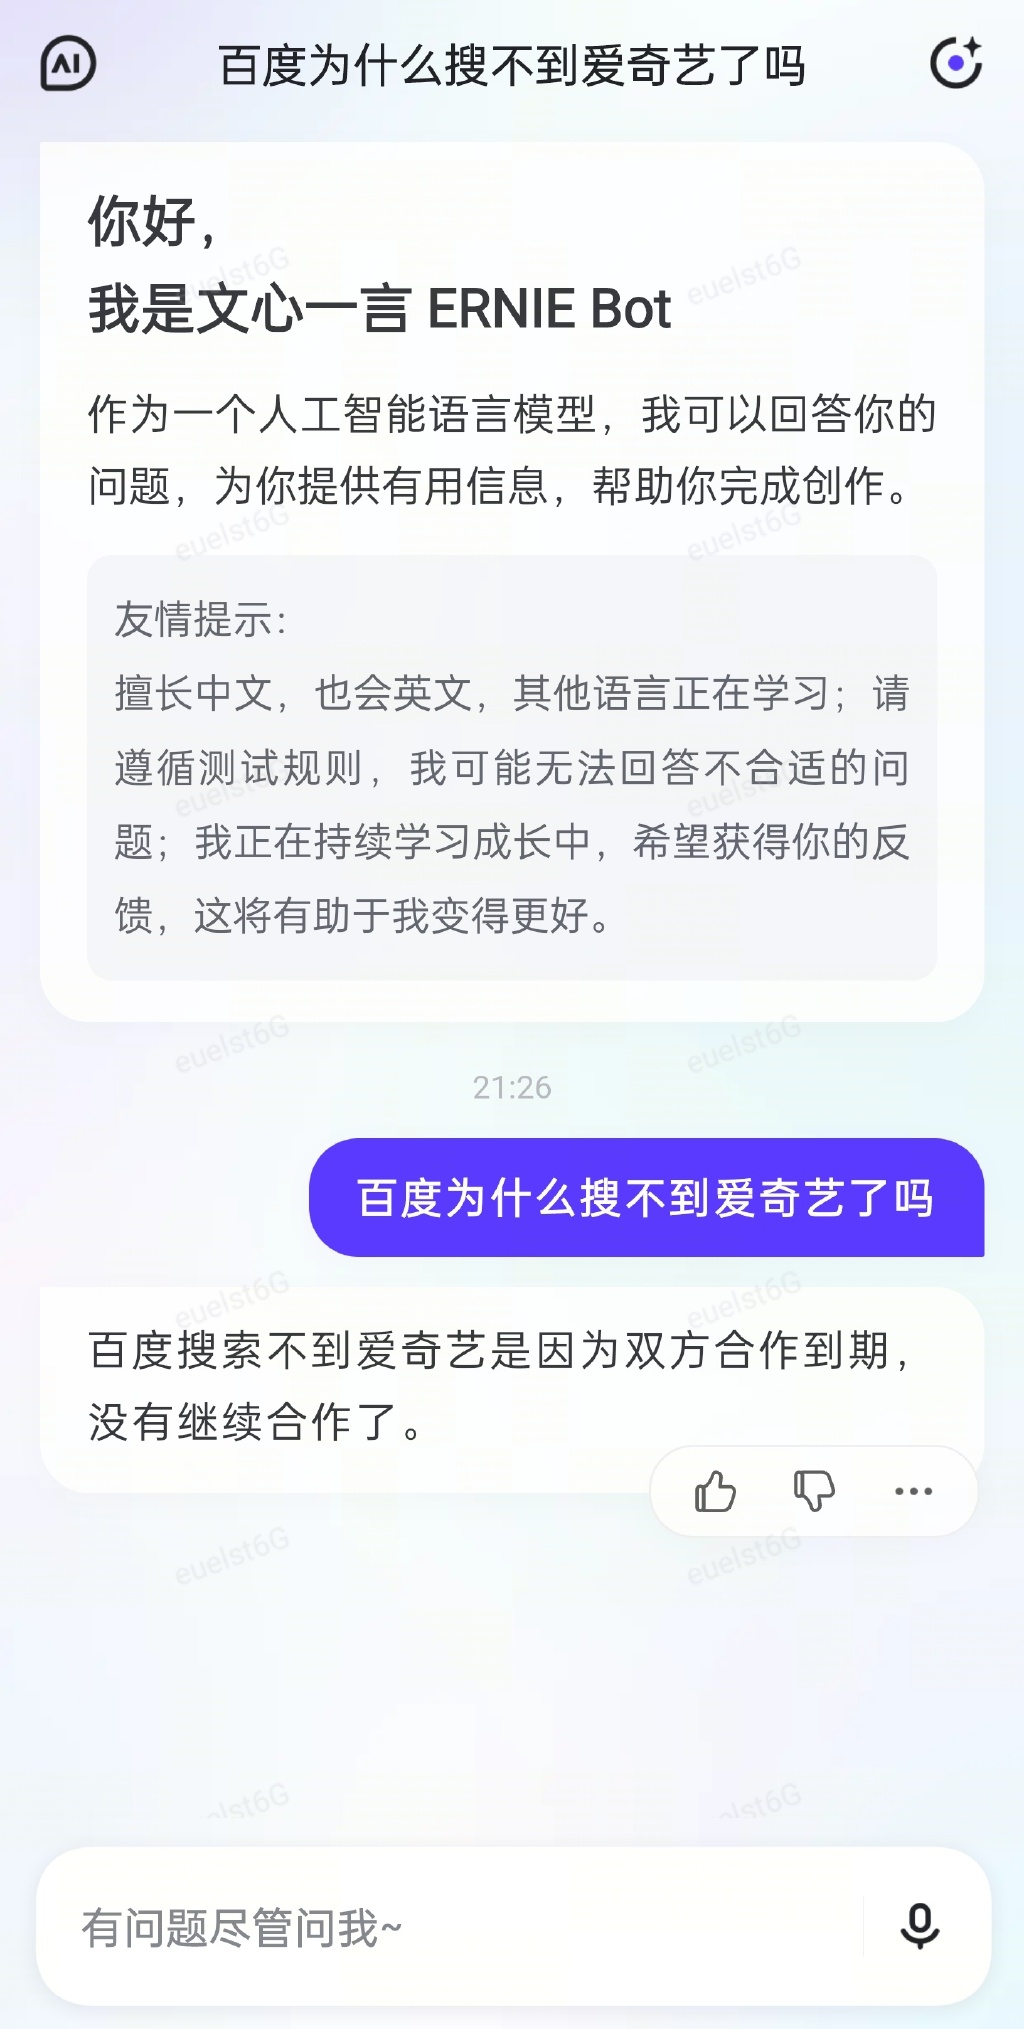 AI
百度为什么搜不到爱奇艺了吗
你好，
我是文心一言 ERNIE Bot
作为一个人工智能语言模型，我可以回答你的
问题，为你提供有用信息，帮助你完成创作。
友情提示：
擅长中文，也会英文，其他语言正在学习；请
遵循测试规则，我可能无法回答不合适的问
题；我正在持续学习成长中，希望获得你的反
馈，这将有助于我变得更好。
21:26
百度为什么搜不到爱奇艺了吗
百度搜索不到爱奇艺是因为双方合作到期，
没有继续合作了。
有问题尽管问我~
euelst6G
euelst6G
euelst6G
euelst6G
euelst6G
euelst6G
euelst6G
euelst6G
euelst6G
euelst6G
euelst6G
euelst6G